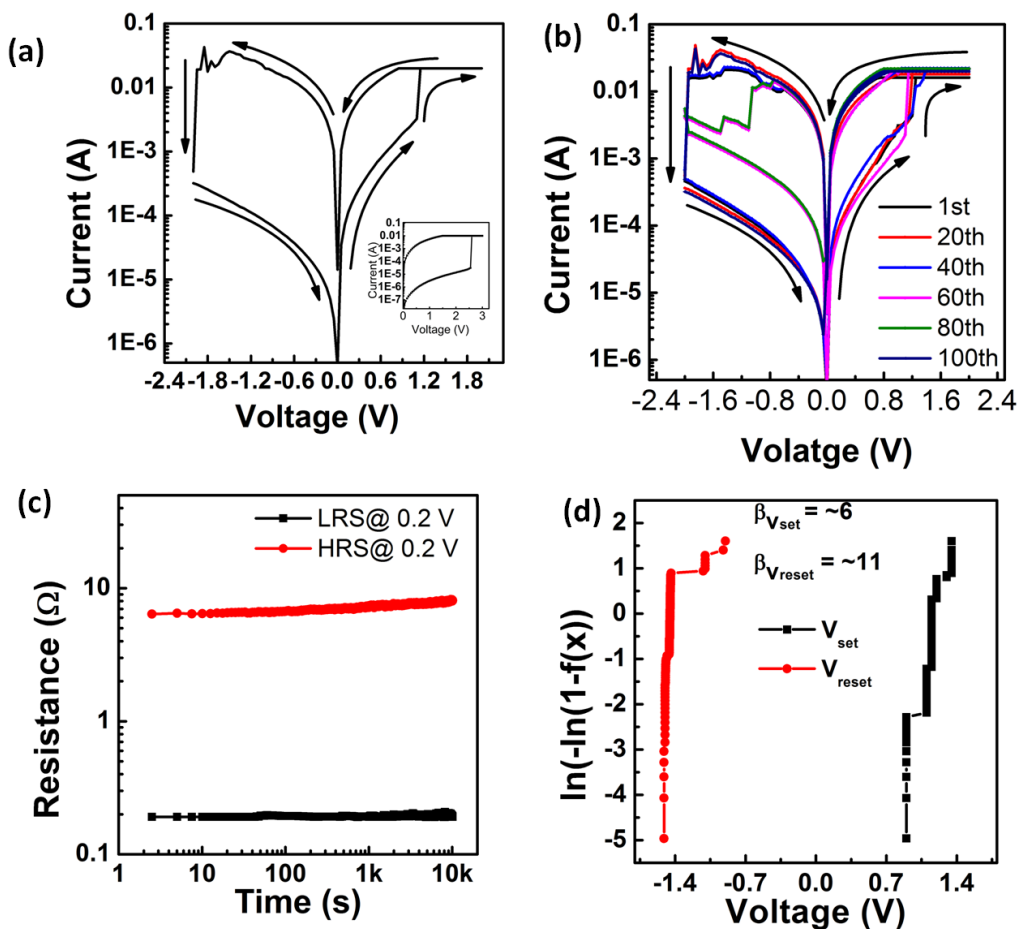 (a)
0.1
0.01
1E-3
1E-4
1E-5
1E-6
Current (A)
-2.4 -1.8 -1.2 -0.6 0.0 0.6 1.2 1.8
Voltage (V)
0.1
0.01
1E-3
1E-4
1E-5
1E-6
1E-7
Current (A)
0 1 2 3
Voltage (V)
(b)
0.1
0.01
1E-3
1E-4
1E-5
1E-6
Current (A)
1st
20th
40th
60th
80th
100th
-2.4 -1.6 -0.8 0.0 0.8 1.6 2.4
Volatge (V)
(c)
LRS@ 0.2 V
HRS@ 0.2 V
10
1
0.1
Resistance (Ω)
1 10 100 1k 10k
Time (s)
(d)
βVset = ~6
βVreset = ~11
Vset
Vreset
2
1
0
-1
-2
-3
-4
-5
ln(-ln(1-f(x))
-1.4 -0.7 0.0 0.7 1.4
Voltage (V)